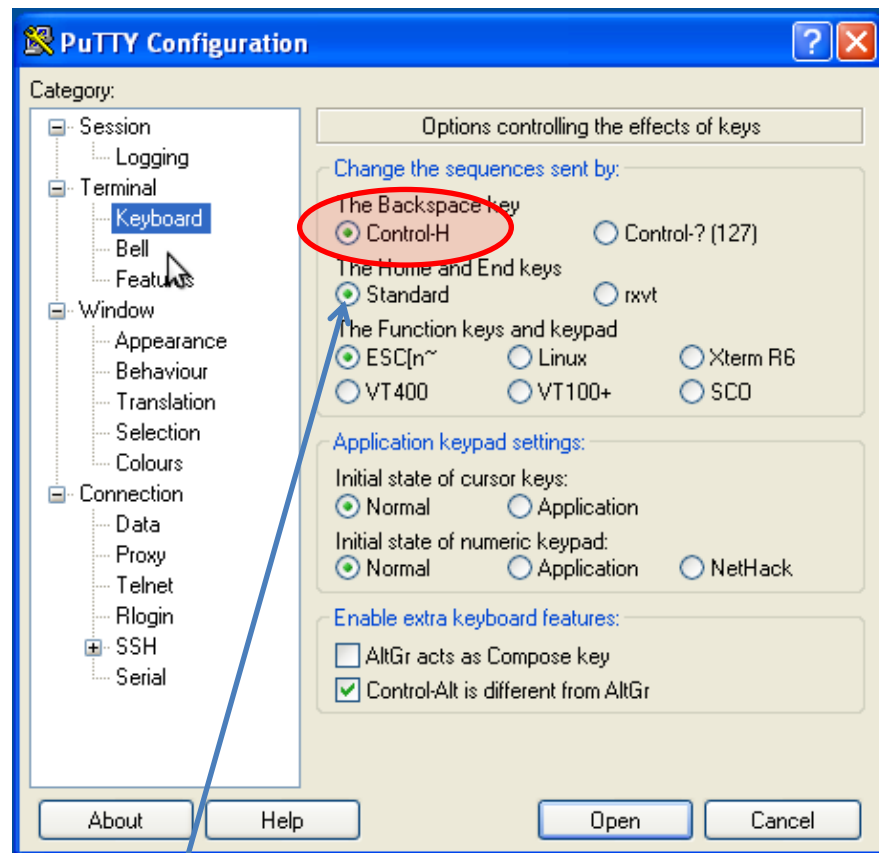 PuTTY Configuration
Category:
Session
Logging
Terminal
Keyboard
Bell
Features
Window
Appearance
Behaviour
Translation
Selection
Colours
Connection
Data
Proxy
Telnet
Rlogin
SSH
Serial
Options controlling the effects of keys
Change the sequences sent by:
The Backspace key
Control-H Control-? (127)
The Home and End keys
Standard rxvt
The Function keys and keypad
ESC[n~ Linux Xterm R6
VT400 VT100+ SCO
Application keypad settings:
Initial state of cursor keys:
Normal Application
Initial state of numeric keypad:
Normal Application NetHack
Enable extra keyboard features:
AltGr acts as Compose key
Control-Alt is different from AltGr
About Help Open Cancel